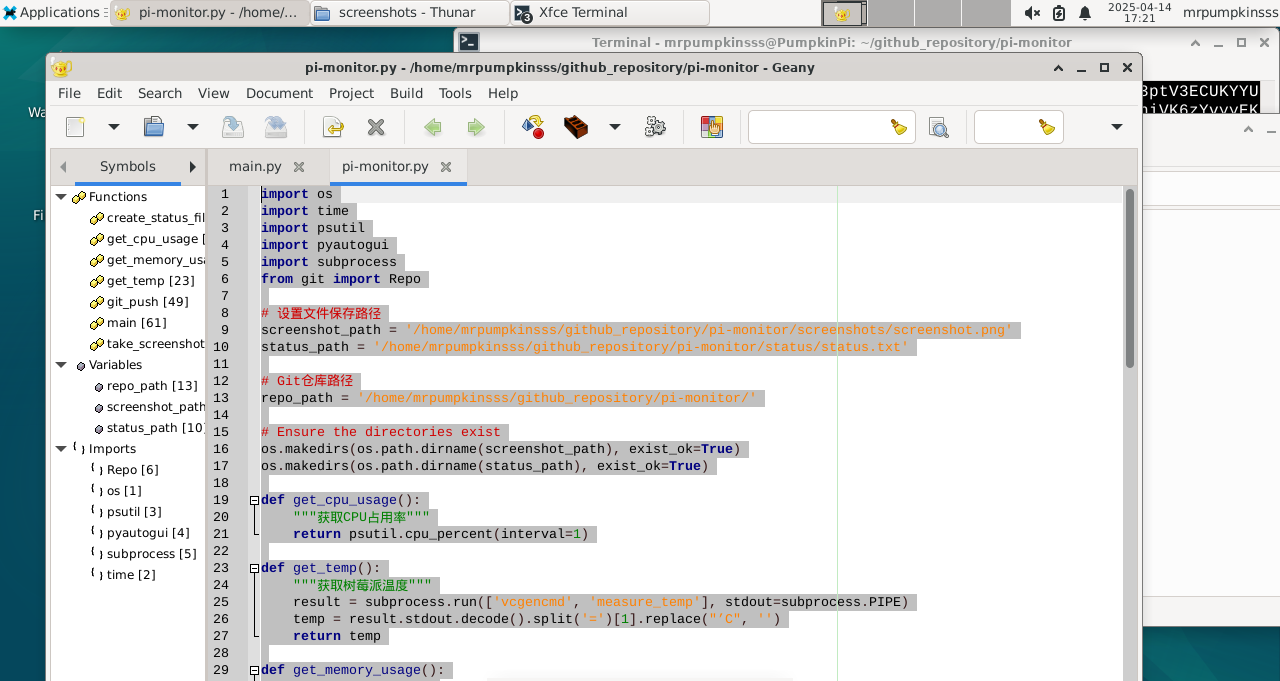 Applications
pi-monitor.py - /home/...
screenshots - Thunar
Xfce Terminal
2025-04-14
17:21
mrpumpkinsss
Terminal - mrpumpkinsss@PumpkinPi: ~/github_repository/pi-monitor
pi-monitor.py - /home/mrpumpkinsss/github_repository/pi-monitor - Geany
File Edit Search View Document Project Build Tools Help
Symbols
main.py
pi-monitor.py
Functions
create_status_fil
get_cpu_usage [
get_memory_usa
get_temp [23]
git_push [49]
main [61]
take_screenshot
Variables
repo_path [13]
screenshot_path
status_path [10]
Imports
Repo [6]
os [1]
psutil [3]
pyautogui [4]
subprocess [5]
time [2]
1 import os
2 import time
3 import psutil
4 import pyautogui
5 import subprocess
6 from git import Repo
7
8 # 设置文件保存路径
9 screenshot_path = '/home/mrpumpkinsss/github_repository/pi-monitor/screenshots/screenshot.png'
10 status_path = '/home/mrpumpkinsss/github_repository/pi-monitor/status/status.txt'
11
12 # Git仓库路径
13 repo_path = '/home/mrpumpkinsss/github_repository/pi-monitor/'
14
15 # Ensure the directories exist
16 os.makedirs(os.path.dirname(screenshot_path), exist_ok=True)
17 os.makedirs(os.path.dirname(status_path), exist_ok=True)
18
19 def get_cpu_usage():
20 """获取CPU占用率"""
21 return psutil.cpu_percent(interval=1)
22
23 def get_temp():
24 """获取树莓派温度"""
25 result = subprocess.run(['vcgencmd', 'measure_temp'], stdout=subprocess.PIPE)
26 temp = result.stdout.decode().split('=')[1].replace("'C", '')
27 return temp
28
29 def get_memory_usage():